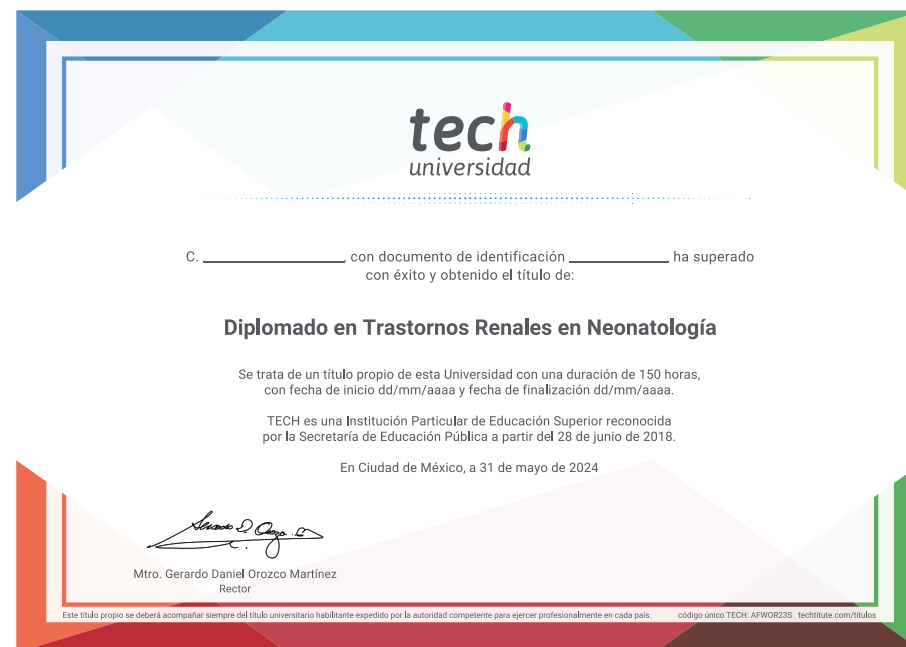 tech
universidad
C. ____________, con documento de identificación ____________ ha superado
con éxito y obtenido el título de:
Diplomado en Trastornos Renales en Neonatología
Se trata de un título propio de esta Universidad con una duración de 150 horas,
con fecha de inicio dd/mm/aaaa y fecha de finalización dd/mm/aaaa.
TECH es una Institución Particular de Educación Superior reconocida
por la Secretaría de Educación Pública a partir del 28 de junio de 2018.
En Ciudad de México, a 31 de mayo de 2024
Mtro. Gerardo Daniel Orozco Martínez
Rector
Este título propio se deberá acompañar siempre del título universitario habilitante expedido por la autoridad competente para ejercer profesionalmente en cada país. código único TECH: AFWOR23S techtitute.com/titulos